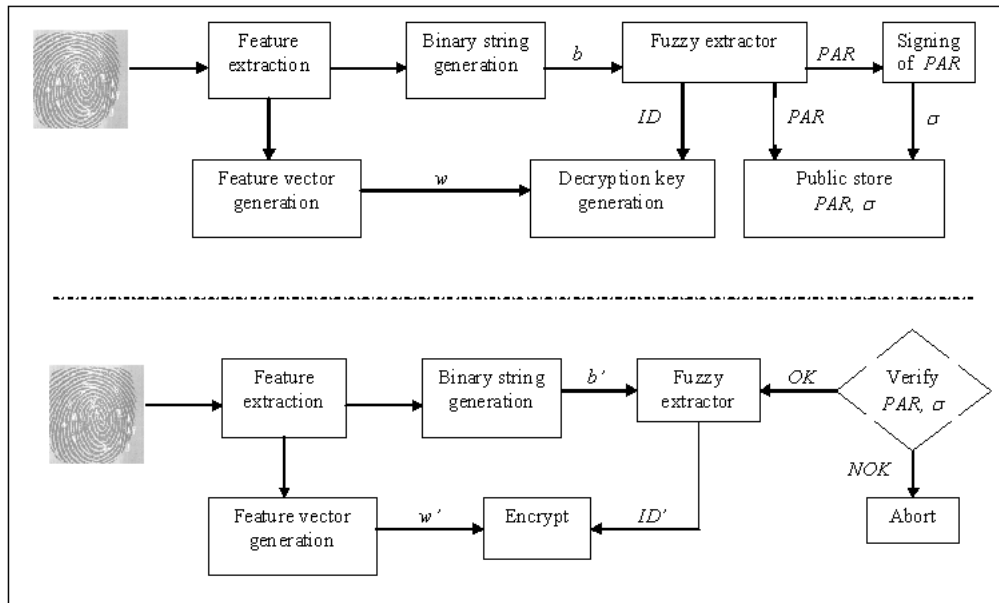 Feature
extraction
Binary string
generation
b
Fuzzy extractor
PAR
Signing
of PAR
ID
PAR
σ
Feature vector
generation
w
Decryption key
generation
Public store
PAR, σ
Feature
extraction
Binary string
generation
b'
Fuzzy
extractor
OK
Verify
PAR, σ
NOK
Feature vector
generation
w'
Encrypt
ID'
Abort